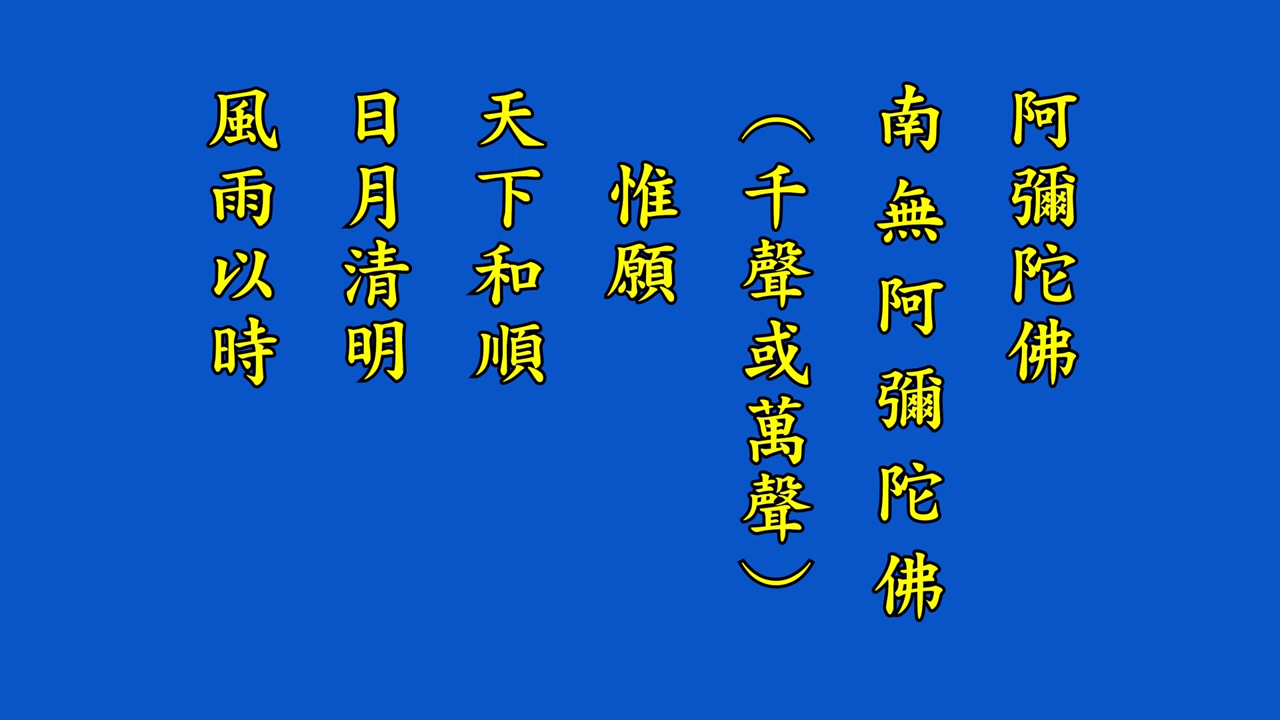 阿彌陀佛
南無阿彌陀佛
（千聲或萬聲）
惟願
天下和順
日月清明
風雨以時